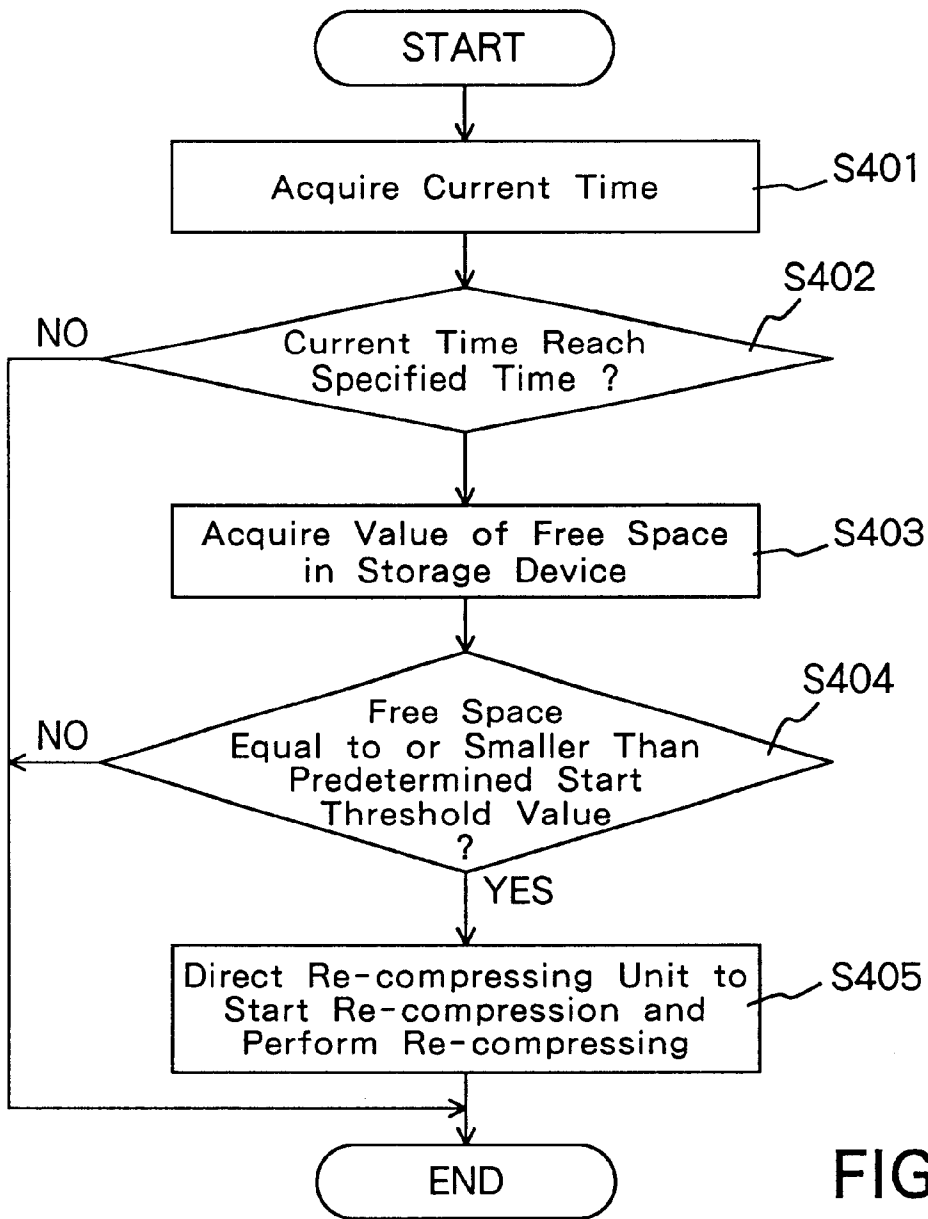 START
Acquire Current Time
S401
S402
NO
Current Time Reach
Specified Time ?
Acquire Value of Free Space
in Storage Device
S403
S404
NO
Free Space
Equal to or Smaller Than
Predetermined Start
Threshold Value
?
YES
Direct Re-compressing Unit to
Start Re-compression and
Perform Re-compressing
S405
END
FIG